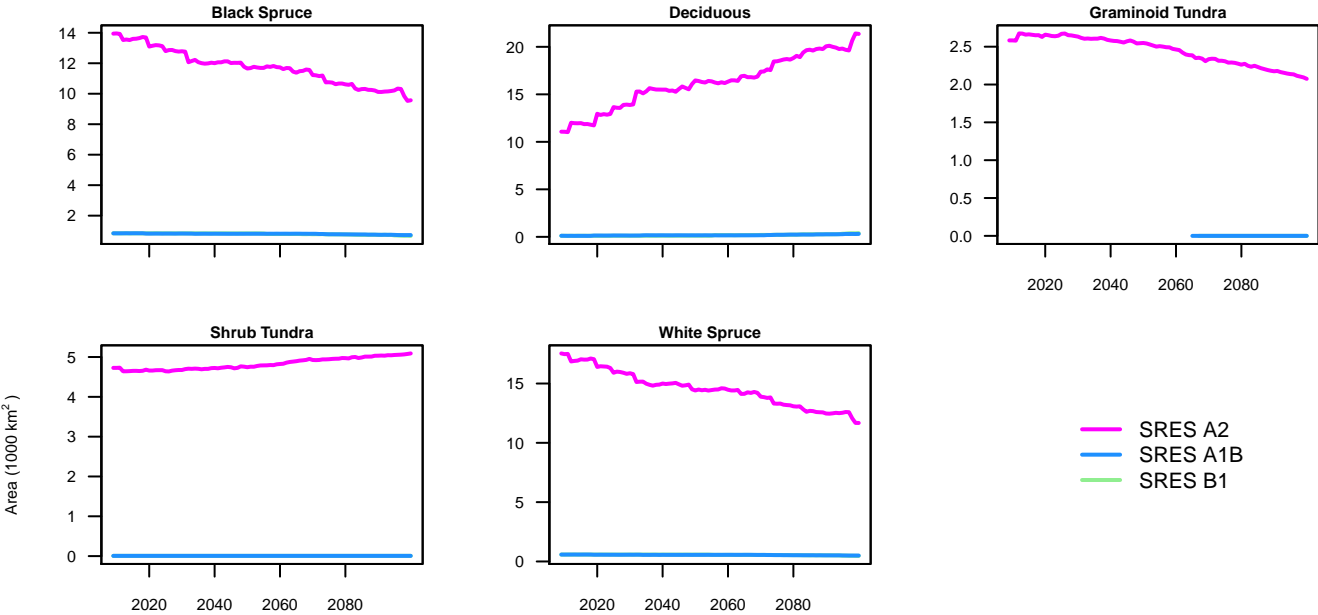 Black Spruce
14
12
10
8
6
4
2
Deciduous
20
15
10
5
0
Graminoid Tundra
2.5
2.0
1.5
1.0
0.5
0.0
2020 2040 2060 2080
Shrub Tundra
5
4
3
2
1
0
2020 2040 2060 2080
White Spruce
15
10
5
0
2020 2040 2060 2080
Area (1000 km²)
SRES A2
SRES A1B
SRES B1